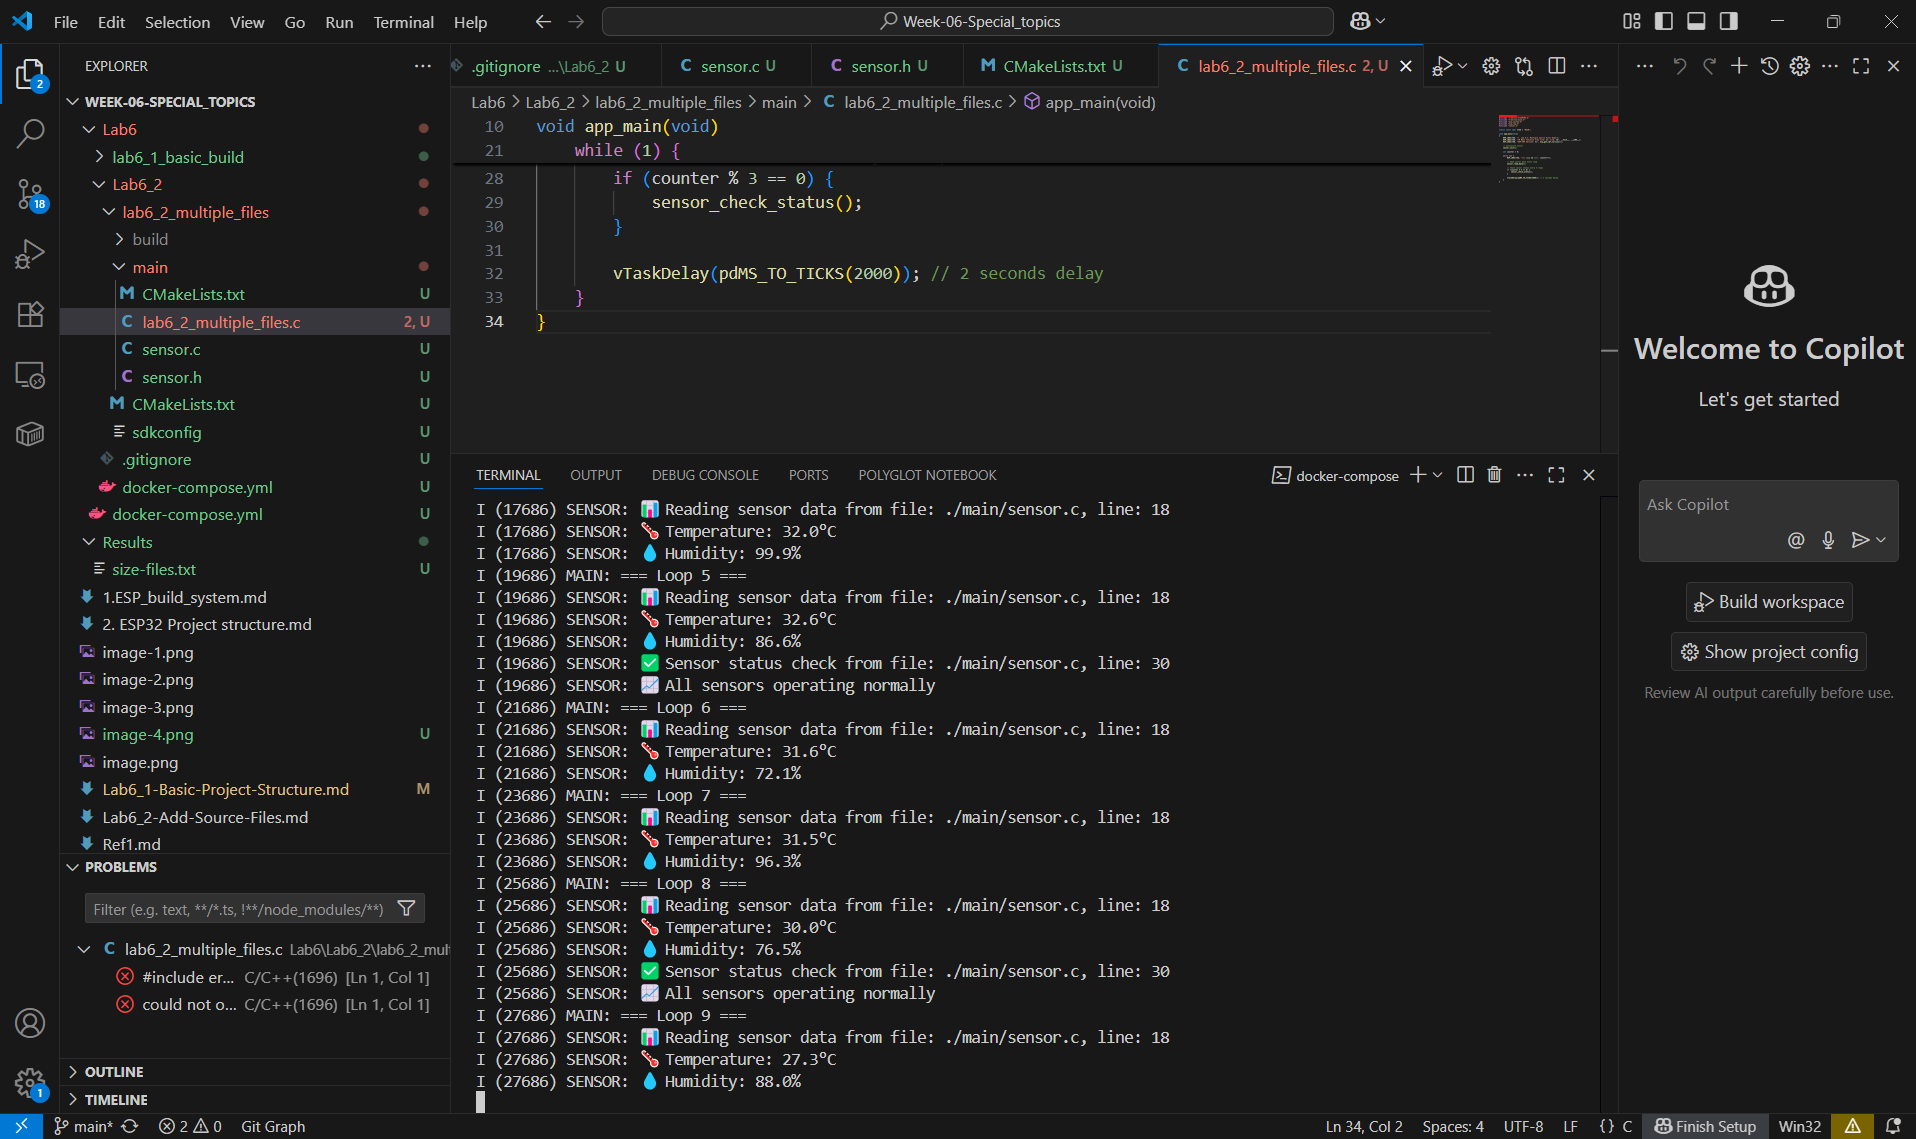 File Edit Selection View Go Run Terminal Help
Week-06-Special_topics
EXPLORER
WEEK-06-SPECIAL_TOPICS
Lab6
lab6_1_basic_build
Lab6_2
lab6_2_multiple_files
build
main
CMakeLists.txt U
lab6_2_multiple_files.c 2, U
sensor.c U
sensor.h U
CMakeLists.txt U
sdkconfig U
.gitignore U
docker-compose.yml U
docker-compose.yml U
Results
size-files.txt U
1.ESP_build_system.md
2. ESP32 Project structure.md
image-1.png
image-2.png
image-3.png
image-4.png U
image.png
Lab6_1-Basic-Project-Structure.md M
Lab6_2-Add-Source-Files.md
Ref1.md
PROBLEMS
Filter (e.g. text, **/*.ts, !**/node_modules/**)
lab6_2_multiple_files.c Lab6\Lab6_2\lab6_2_mul
#include er... C/C++(1696) [Ln 1, Col 1]
could not o... C/C++(1696) [Ln 1, Col 1]
OUTLINE
TIMELINE
.gitignore ...\Lab6_2 U
sensor.c U
sensor.h U
CMakeLists.txt U
lab6_2_multiple_files.c 2, U
Lab6 > Lab6_2 > lab6_2_multiple_files > main > C lab6_2_multiple_files.c > app_main(void)
10 void app_main(void)
21 while (1) {
28 if (counter % 3 == 0) {
29 sensor_check_status();
30 }
31
32 vTaskDelay(pdMS_TO_TICKS(2000)); // 2 seconds delay
33 }
34 }
TERMINAL OUTPUT DEBUG CONSOLE PORTS POLYGLOT NOTEBOOK
docker-compose
I (17686) SENSOR: 📊 Reading sensor data from file: ./main/sensor.c, line: 18
I (17686) SENSOR: 🌡️ Temperature: 32.0°C
I (17686) SENSOR: 💧 Humidity: 99.9%
I (19686) MAIN: === Loop 5 ===
I (19686) SENSOR: 📊 Reading sensor data from file: ./main/sensor.c, line: 18
I (19686) SENSOR: 🌡️ Temperature: 32.6°C
I (19686) SENSOR: 💧 Humidity: 86.6%
I (19686) SENSOR: ✅ Sensor status check from file: ./main/sensor.c, line: 30
I (19686) SENSOR: 📈 All sensors operating normally
I (21686) MAIN: === Loop 6 ===
I (21686) SENSOR: 📊 Reading sensor data from file: ./main/sensor.c, line: 18
I (21686) SENSOR: 🌡️ Temperature: 31.6°C
I (21686) SENSOR: 💧 Humidity: 72.1%
I (23686) MAIN: === Loop 7 ===
I (23686) SENSOR: 📊 Reading sensor data from file: ./main/sensor.c, line: 18
I (23686) SENSOR: 🌡️ Temperature: 31.5°C
I (23686) SENSOR: 💧 Humidity: 96.3%
I (25686) MAIN: === Loop 8 ===
I (25686) SENSOR: 📊 Reading sensor data from file: ./main/sensor.c, line: 18
I (25686) SENSOR: 🌡️ Temperature: 30.0°C
I (25686) SENSOR: 💧 Humidity: 76.5%
I (25686) SENSOR: ✅ Sensor status check from file: ./main/sensor.c, line: 30
I (25686) SENSOR: 📈 All sensors operating normally
I (27686) MAIN: === Loop 9 ===
I (27686) SENSOR: 📊 Reading sensor data from file: ./main/sensor.c, line: 18
I (27686) SENSOR: 🌡️ Temperature: 27.3°C
I (27686) SENSOR: 💧 Humidity: 88.0%
Welcome to Copilot
Let's get started
Ask Copilot
Build workspace
Show project config
Review AI output carefully before use.
2
18
1
main* 2 0 Git Graph
Ln 34, Col 2 Spaces: 4 UTF-8 LF {} C Finish Setup Win32